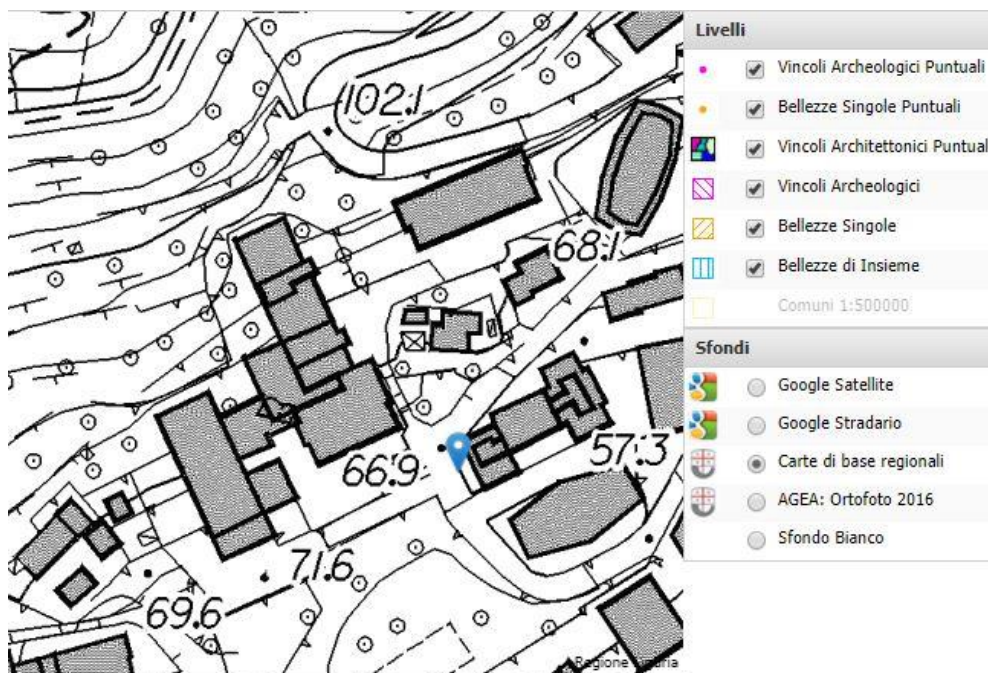 102.1
68.1
66.9
57.3
71.6
69.6
Regione Liguria
Livelli
Vincoli Archeologici Puntuali
Bellezze Singole Puntuali
Vincoli Architettonici Puntual
Vincoli Archeologici
Bellezze Singole
Bellezze di Insieme
Comuni 1:500000
Sfondi
Google Satellite
Google Stradario
Carte di base regionali
AGEA: Ortofoto 2016
Sfondo Bianco